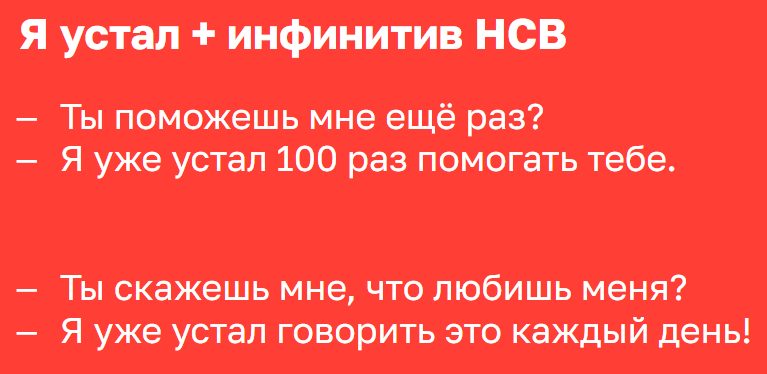 Я устал + инфинитив НСВ
– Ты поможешь мне ещё раз?
– Я уже устал 100 раз помогать тебе.
– Ты скажешь мне, что любишь меня?
– Я уже устал говорить это каждый день!